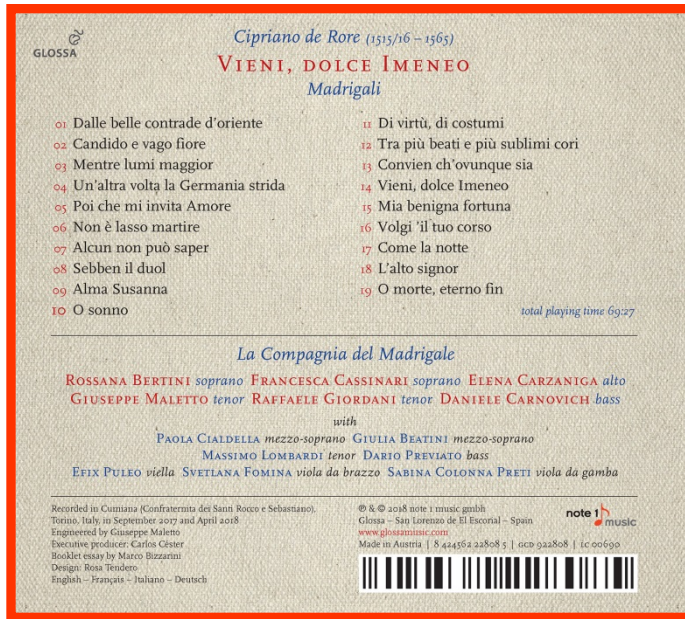 GLOSSA
Cipriano de Rore (1515/16 – 1565)
Vieni, dolce Imeneo
Madrigali
01 Dalle belle contrade d'oriente
02 Candido e vago fiore
03 Mentre lumi maggior
04 Un'altra volta la Germania strida
05 Poi che mi invita Amore
06 Non è lasso martire
07 Alcun non può saper
08 Sebben il duol
09 Alma Susanna
10 O sonno
11 Di virtù, di costumi
12 Tra più beati e più sublimi cori
13 Convien ch'ovunque sia
14 Vieni, dolce Imeneo
15 Mia benigna fortuna
16 Volgi 'il tuo corso
17 Come la notte
18 L'alto signor
19 O morte, eterno fin
total playing time 69:27
La Compagnia del Madrigale
Rossana Bertini soprano Francesca Cassinari soprano Elena Carzaniga alto
Giuseppe Maletto tenor Raffaele Giordani tenor Daniele Carnovich bass
with
Paola Cialdella mezzo-soprano Giulia Beatini mezzo-soprano
Massimo Lombardi tenor Dario Previato bass
Efix Puleo viella Svetlana Fomina viola da brazzo Sabina Colonna Preti viola da gamba
Recorded in Cumiana (Confraternita dei Santi Rocco e Sebastiano),
Torino, Italy, in September 2017 and April 2018
Engineered by Giuseppe Maletto
Executive producer: Carlos Céster
Booklet essay by Marco Bizzarini
Design: Rosa Tendero
English – Français – Italiano – Deutsch
℗ & © 2018 note 1 music gmbh
Glossa – San Lorenzo de El Escorial – Spain
www.glossamusic.com
Made in Austria | 8 424562 22808 5 | GCD 922808 | LC 00690
note 1 music